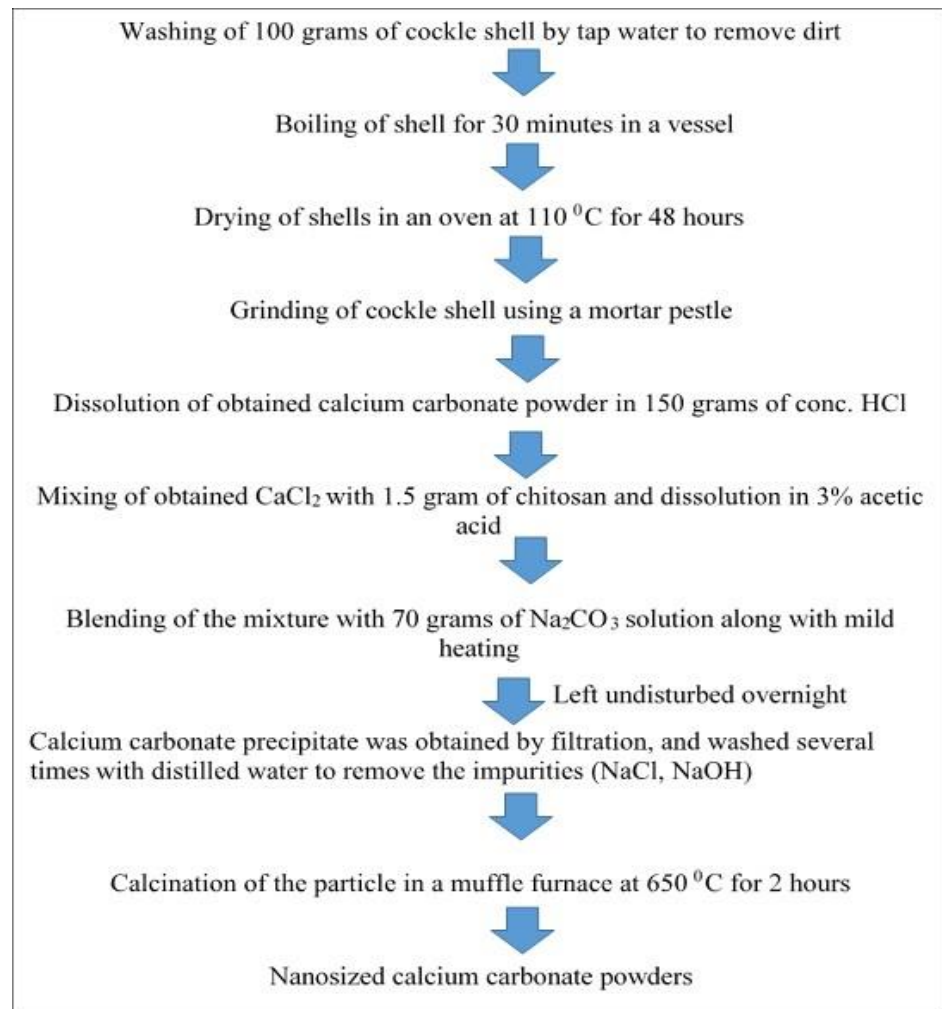 Washing of 100 grams of cockle shell by tap water to remove dirt
Boiling of shell for 30 minutes in a vessel
Drying of shells in an oven at 110 ⁰C for 48 hours
Grinding of cockle shell using a mortar pestle
Dissolution of obtained calcium carbonate powder in 150 grams of conc. HCl
Mixing of obtained CaCl₂ with 1.5 gram of chitosan and dissolution in 3% acetic
acid
Blending of the mixture with 70 grams of Na₂CO₃ solution along with mild
heating
Left undisturbed overnight
Calcium carbonate precipitate was obtained by filtration, and washed several
times with distilled water to remove the impurities (NaCl, NaOH)
Calcination of the particle in a muffle furnace at 650 ⁰C for 2 hours
Nanosized calcium carbonate powders